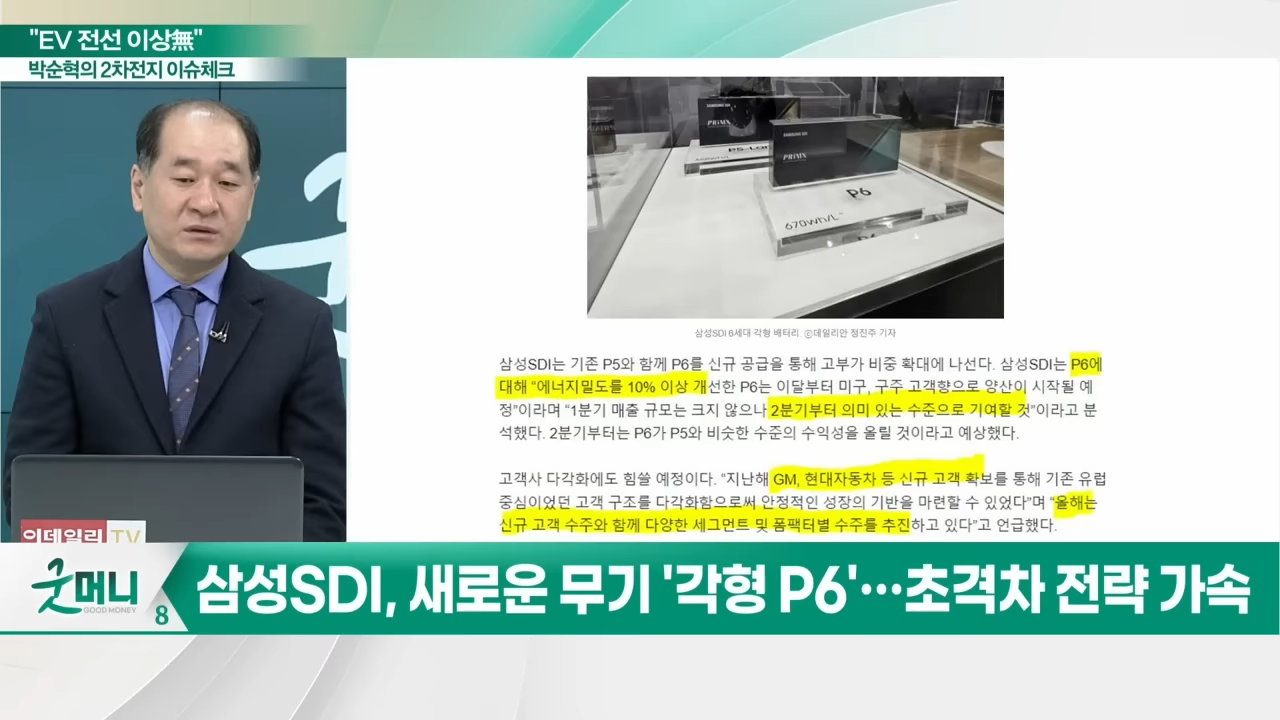 "EV 전선 이상無"
박순혁의 2차전지 이슈체크
SAMSUNG SDI
PRiMX
P5-
SAMSUNG SDI
PRiMX
P6
670Wh/L
P6
삼성SDI 6세대 각형 배터리. ⓒ데일리안 정진주 기자
삼성SDI는 기존 P5와 함께 P6를 신규 공급을 통해 고부가 비중 확대에 나선다. 삼성SDI는 P6에
대해 “에너지밀도를 10% 이상 개선한 P6는 이달부터 미구, 구주 고객향으로 양산이 시작될 예
정”이라며 “1분기 매출 규모는 크지 않으나 2분기부터 의미 있는 수준으로 기여할 것”이라고 분
석했다. 2분기부터는 P6가 P5와 비슷한 수준의 수익성을 올릴 것이라고 예상했다.
고객사 다각화에도 힘쓸 예정이다. “지난해 GM, 현대자동차 등 신규 고객 확보를 통해 기존 유럽
중심이었던 고객 구조를 다각화함으로써 안정적인 성장의 기반을 마련할 수 있었다”며 “올해는
신규 고객 수주와 함께 다양한 세그먼트 및 폼팩터별 수주를 추진하고 있다”고 언급했다.
이데일리 TV
굿머니
GOOD MONEY
8
삼성SDI, 새로운 무기 '각형 P6'…초격차 전략 가속